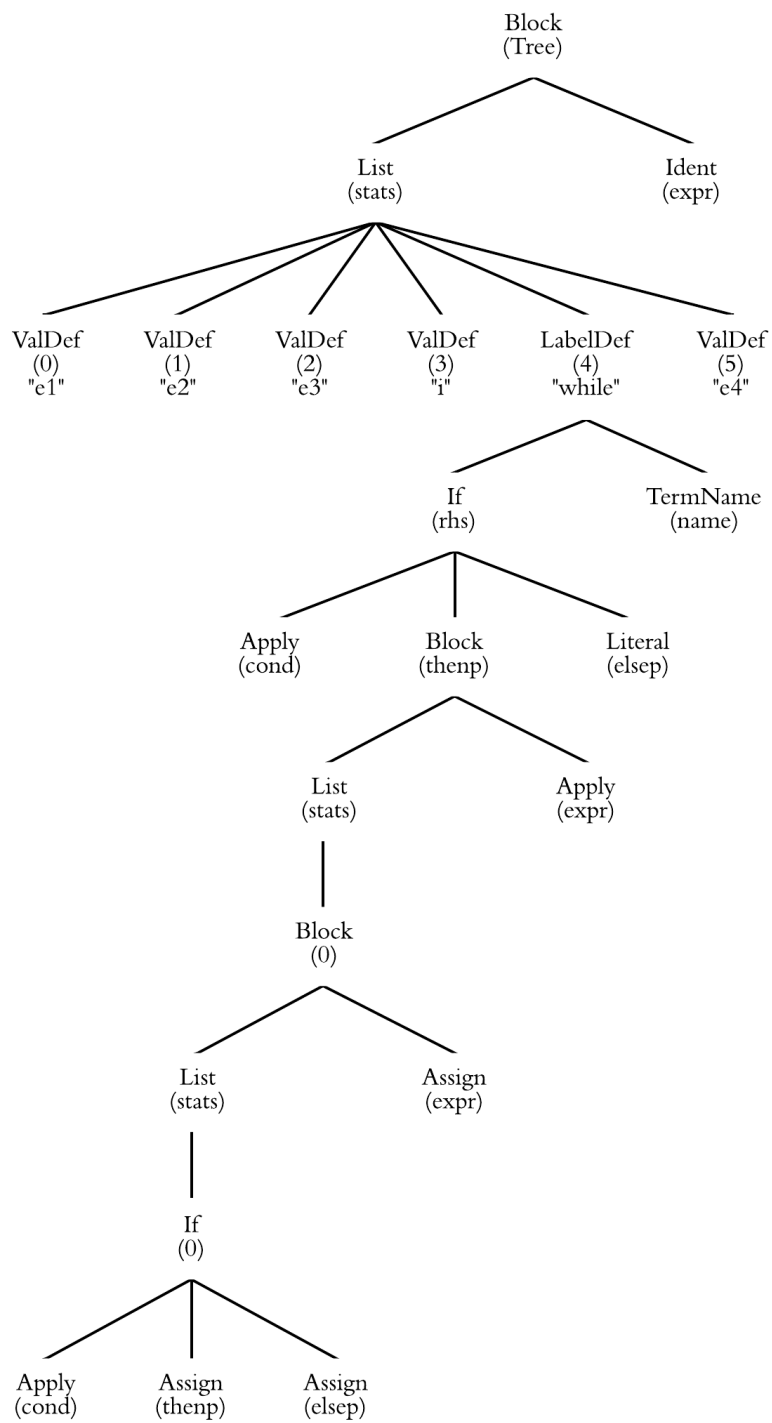 Block
(Tree)
List
(stats)
Ident
(expr)
ValDef
(0)
"e1"
ValDef
(1)
"e2"
ValDef
(2)
"e3"
ValDef
(3)
"i"
LabelDef
(4)
"while"
ValDef
(5)
"e4"
If
(rhs)
TermName
(name)
Apply
(cond)
Block
(thenp)
Literal
(elsep)
List
(stats)
Apply
(expr)
Block
(0)
List
(stats)
Assign
(expr)
If
(0)
Apply
(cond)
Assign
(thenp)
Assign
(elsep)